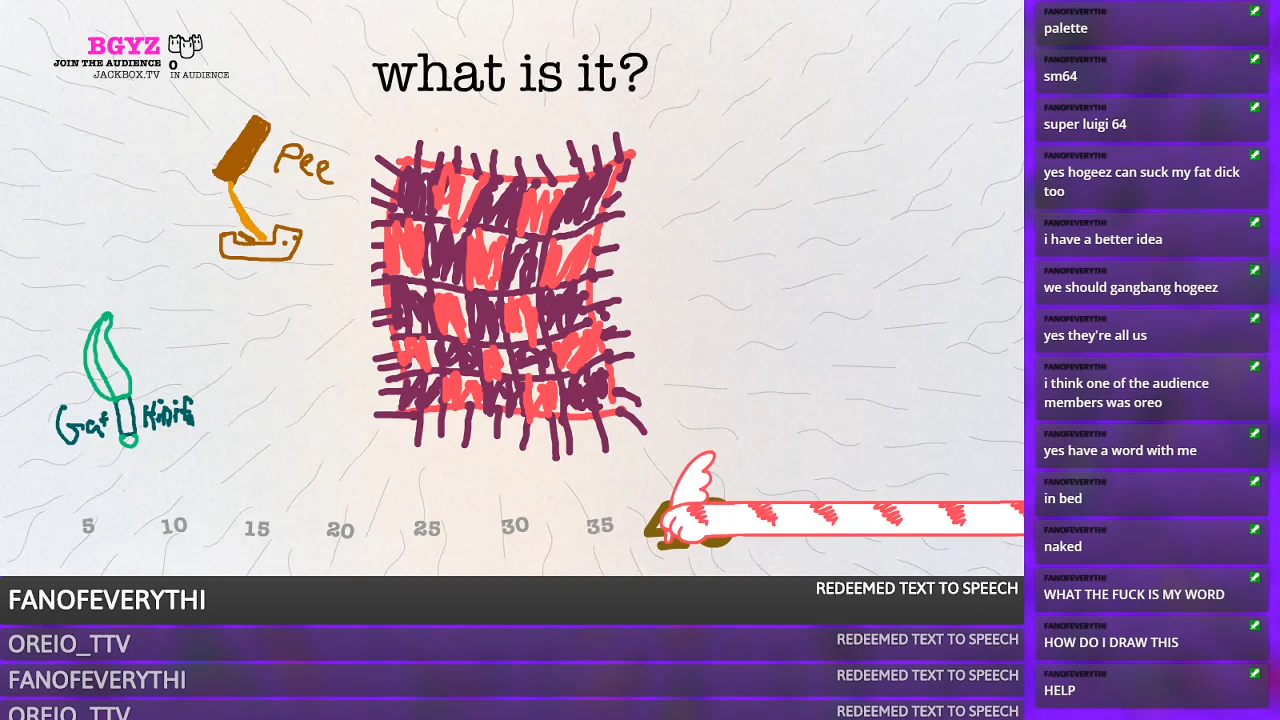 BGYZ
JOIN THE AUDIENCE
JACKBOX.TV
0
IN AUDIENCE
what is it?
Pee
Gat
5 10 15 20 25 30 35
FANOFEVERYTHI
REDEEMED TEXT TO SPEECH
OREIO_TTV
REDEEMED TEXT TO SPEECH
FANOFEVERYTHI
REDEEMED TEXT TO SPEECH
OREIO_TTV
REDEEMED TEXT TO SPEECH
FANOFEVERYTHI
palette
FANOFEVERYTHI
sm64
FANOFEVERYTHI
super luigi 64
FANOFEVERYTHI
yes hogeez can suck my fat dick
too
FANOFEVERYTHI
i have a better idea
FANOFEVERYTHI
we should gangbang hogeez
FANOFEVERYTHI
yes they're all us
FANOFEVERYTHI
i think one of the audience
members was oreo
FANOFEVERYTHI
yes have a word with me
FANOFEVERYTHI
in bed
FANOFEVERYTHI
naked
FANOFEVERYTHI
WHAT THE FUCK IS MY WORD
FANOFEVERYTHI
HOW DO I DRAW THIS
FANOFEVERYTHI
HELP